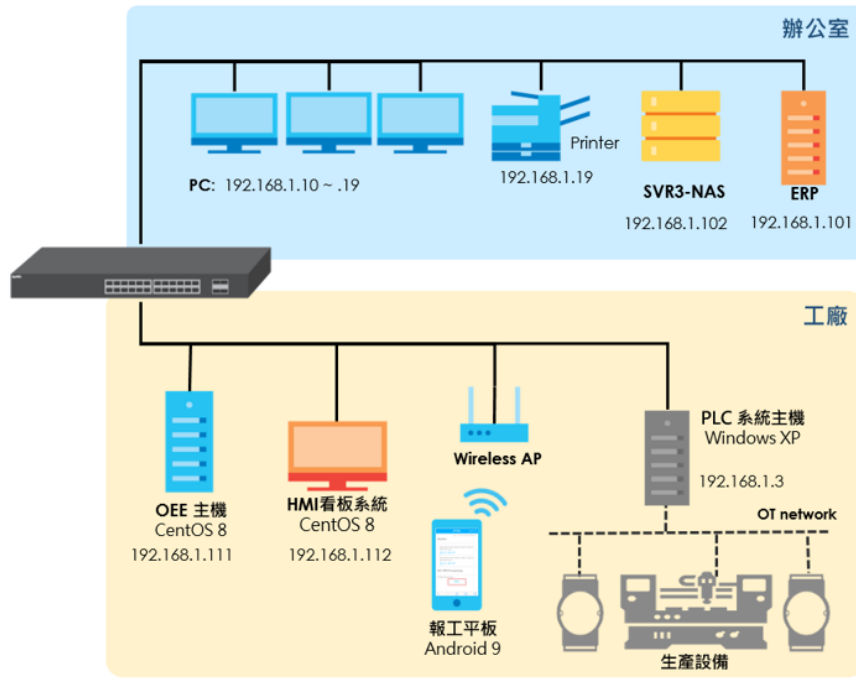 辦公室
Printer
PC: 192.168.1.10 ~ .19
192.168.1.19
SVR3-NAS
ERP
192.168.1.102
192.168.1.101
工廠
PLC 系統主機
Windows XP
Wireless AP
192.168.1.3
OEE 主機
HMI看板系統
CentOS 8
CentOS 8
OT network
192.168.1.111
192.168.1.112
報工平板
Android 9
生產設備